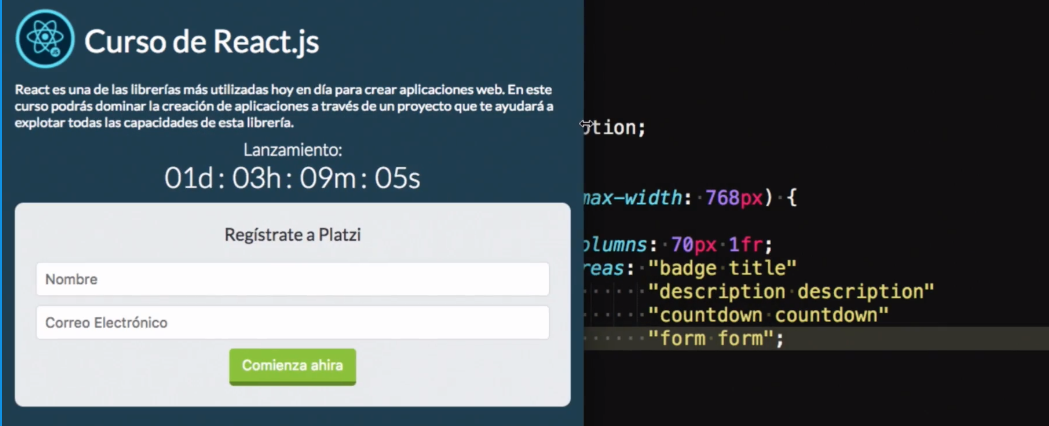 Curso de React.js
React es una de las librerías más utilizadas hoy en día para crear aplicaciones web. En este
curso podrás dominar la creación de aplicaciones a través de un proyecto que te ayudará a
explotar todas las capacidades de esta librería.
Lanzamiento:
01d : 03h : 09m : 05s
Regístrate a Platzi
Nombre
Correo Electrónico
Comienza ahira
tion;
max-width: 768px) {
olumns: 70px 1fr;
reas: "badge title"
"description description"
"countdown countdown"
"form form";